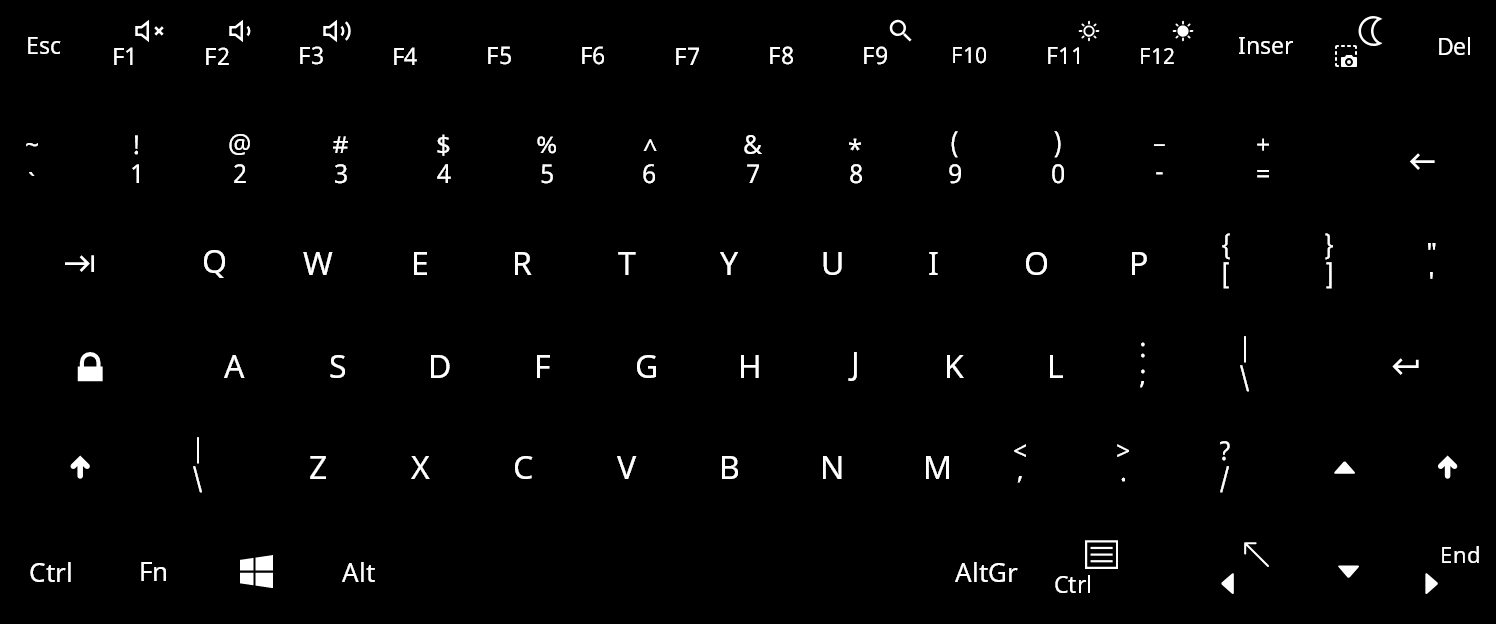 Esc F1 F2 F3 F4 F5 F6 F7 F8 F9 F10 F11 F12 Inser Del
~ ! @ # $ % ^ & * ( ) _ +
` 1 2 3 4 5 6 7 8 9 0 - =
Q W E R T Y U I O P { } "
[ ] '
A S D F G H J K L : |
; \
| Z X C V B N M < > ?
\ , . /
Ctrl Fn Alt AltGr Ctrl End